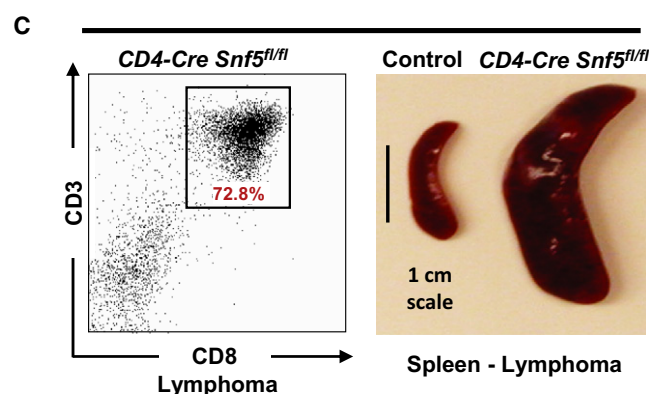 C
CD4-Cre Snf5fl/fl
Control CD4-Cre Snf5fl/fl
CD3
72.8%
1 cm
scale
CD8
Lymphoma
Spleen - Lymphoma